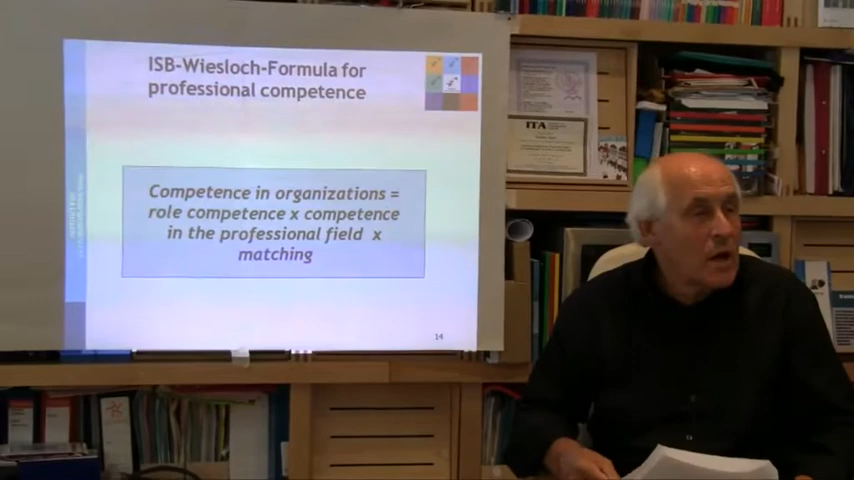 ISB-Wiesloch-Formula for
professional competence
Competence in organizations =
role competence x competence
in the professional field x
matching
14
ITA